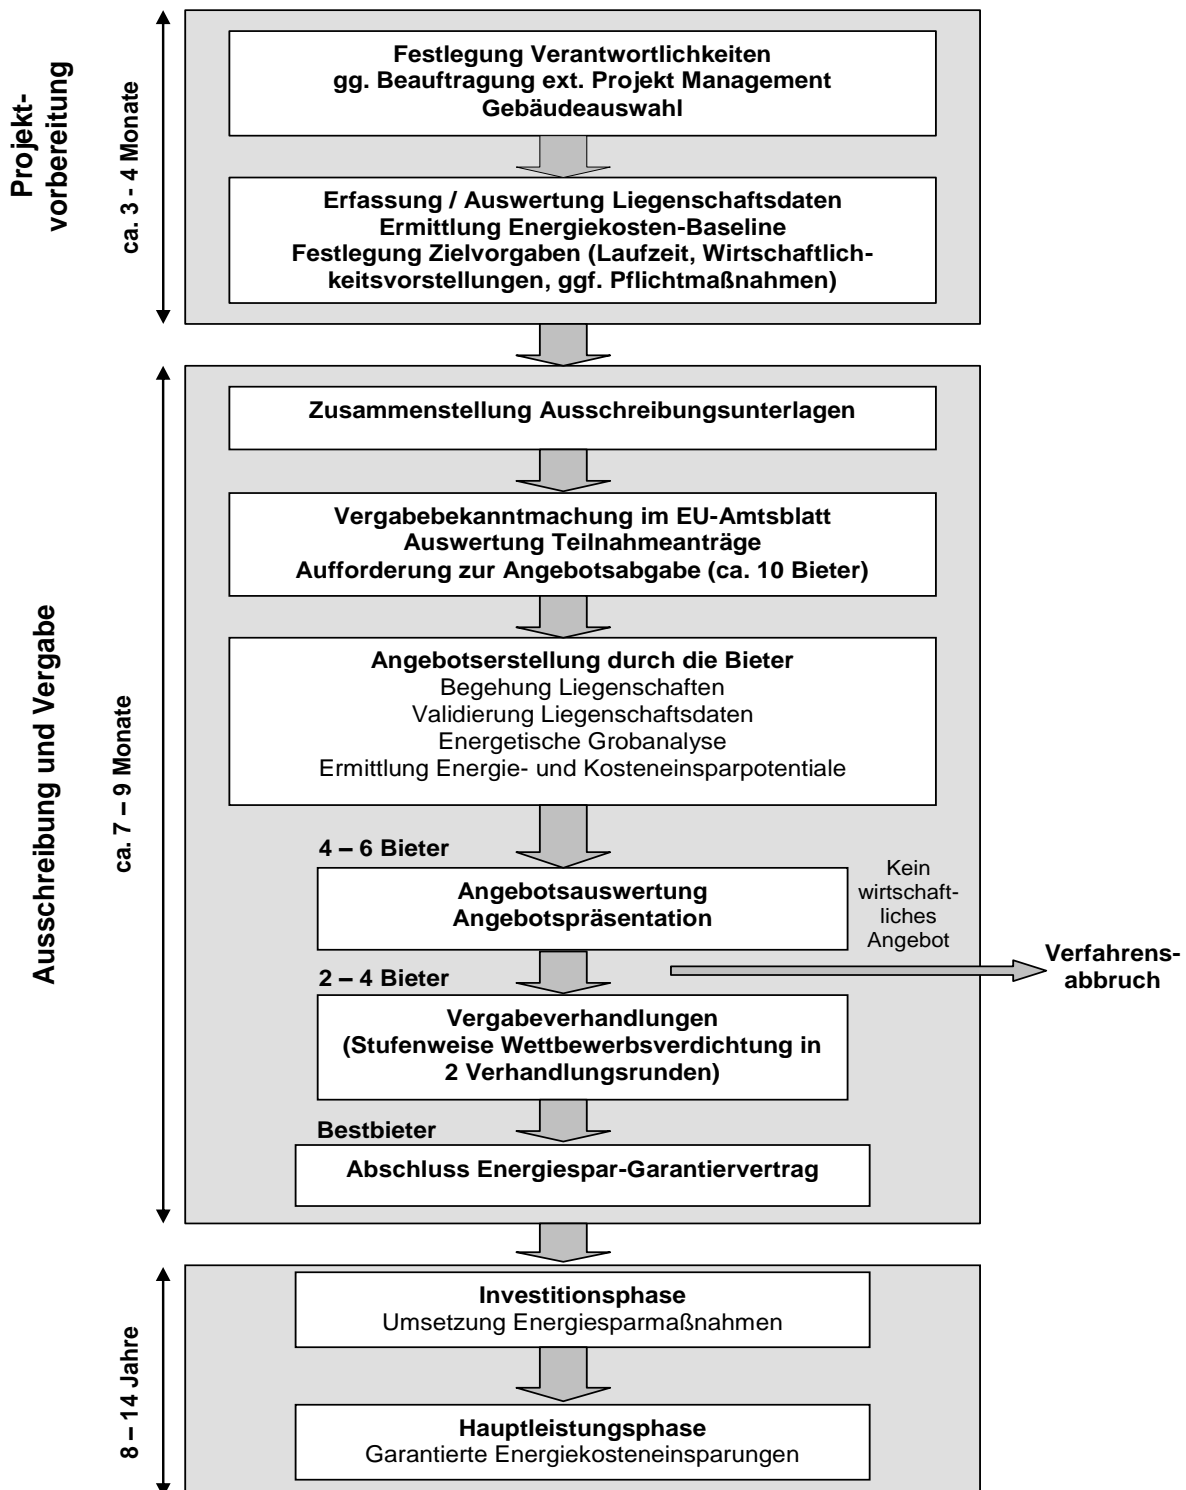 Projekt-
vorbereitung
ca. 3 - 4 Monate
Festlegung Verantwortlichkeiten
gg. Beauftragung ext. Projekt Management
Gebäudeauswahl
Erfassung / Auswertung Liegenschaftsdaten
Ermittlung Energiekosten-Baseline
Festlegung Zielvorgaben (Laufzeit, Wirtschaftlich-
keitsvorstellungen, ggf. Pflichtmaßnahmen)
Ausschreibung und Vergabe
ca. 7 – 9 Monate
Zusammenstellung Ausschreibungsunterlagen
Vergabebekanntmachung im EU-Amtsblatt
Auswertung Teilnahmeanträge
Aufforderung zur Angebotsabgabe (ca. 10 Bieter)
Angebotserstellung durch die Bieter
Begehung Liegenschaften
Validierung Liegenschaftsdaten
Energetische Grobanalyse
Ermittlung Energie- und Kosteneinsparpotentiale
4 – 6 Bieter
Angebotsauswertung
Angebotspräsentation
Kein
wirtschaft-
liches
Angebot
Verfahrens-
abbruch
2 – 4 Bieter
Vergabeverhandlungen
(Stufenweise Wettbewerbsverdichtung in
2 Verhandlungsrunden)
Bestbieter
Abschluss Energiespar-Garantiervertrag
8 – 14 Jahre
Investitionsphase
Umsetzung Energiesparmaßnahmen
Hauptleistungsphase
Garantierte Energiekosteneinsparungen